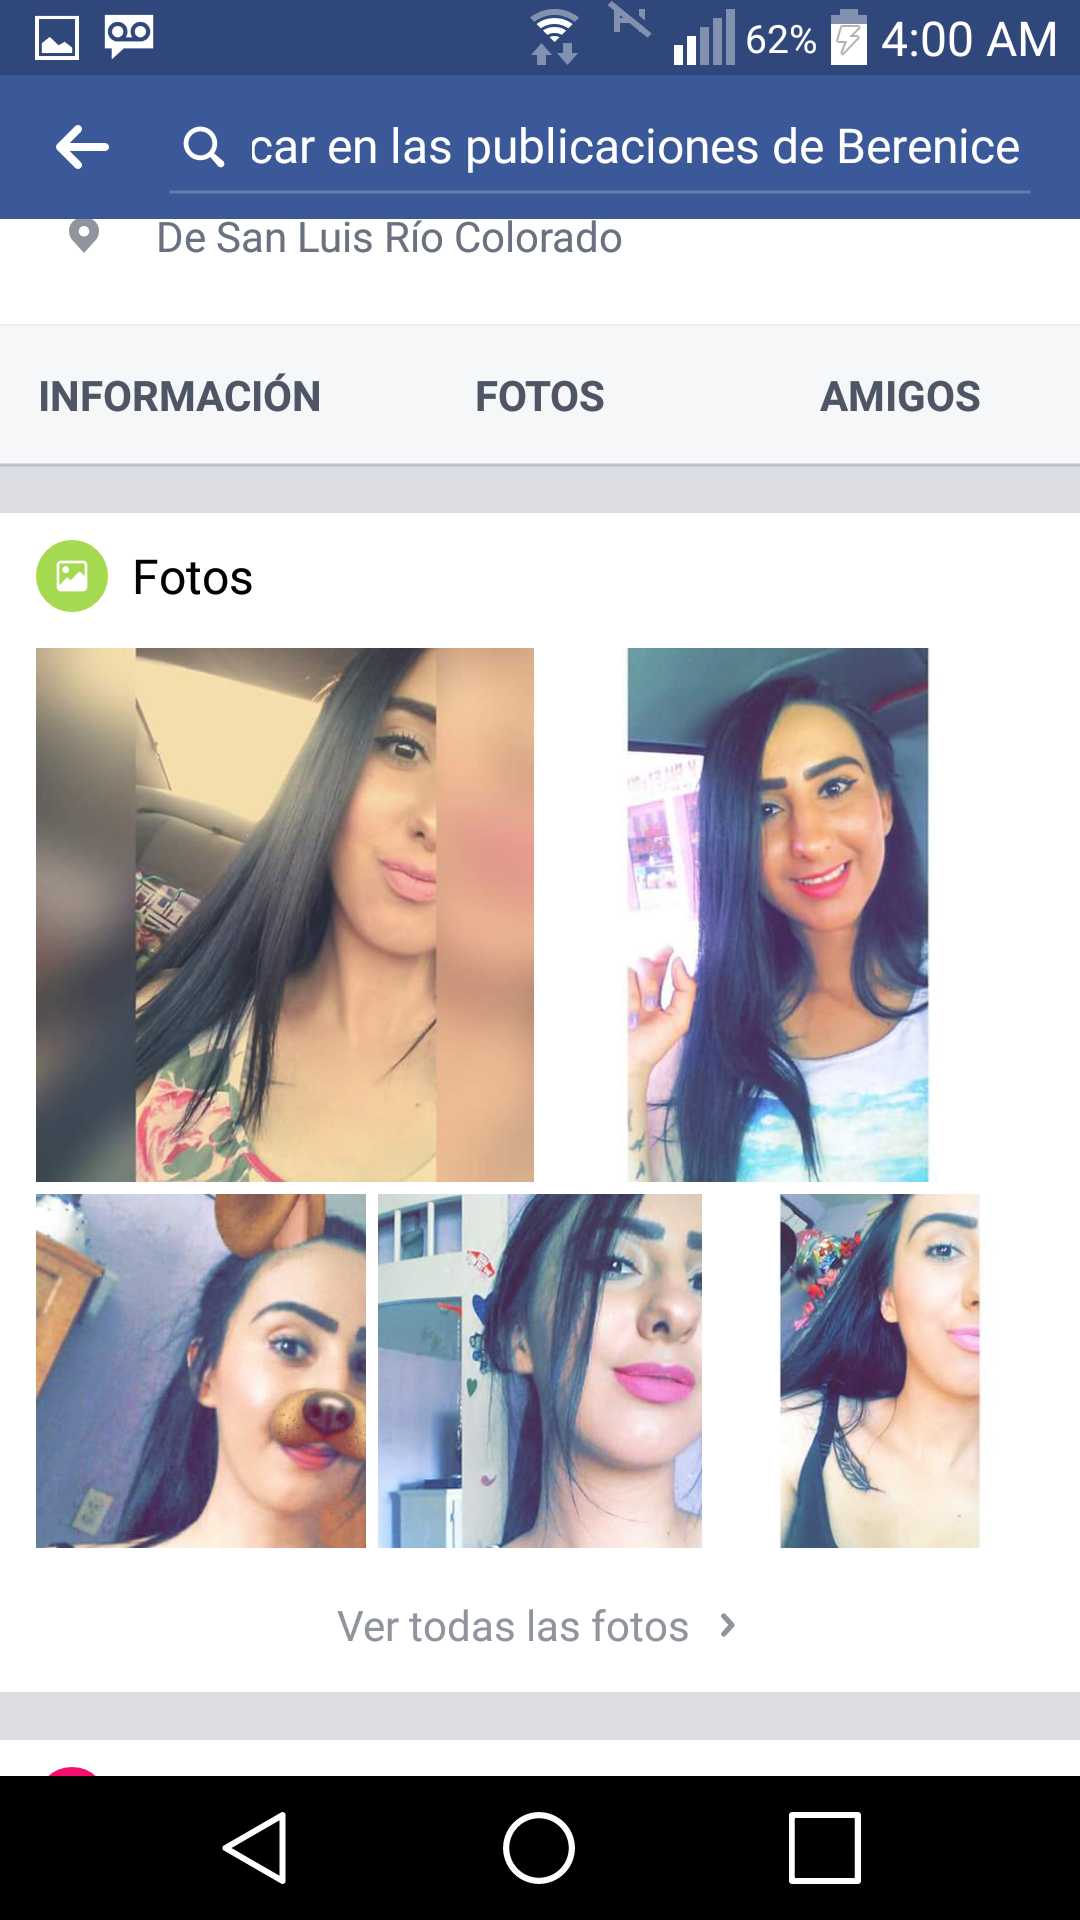 62% 4:00 AM
car en las publicaciones de Berenice
De San Luis Río Colorado
INFORMACIÓN FOTOS AMIGOS
Fotos
Ver todas las fotos